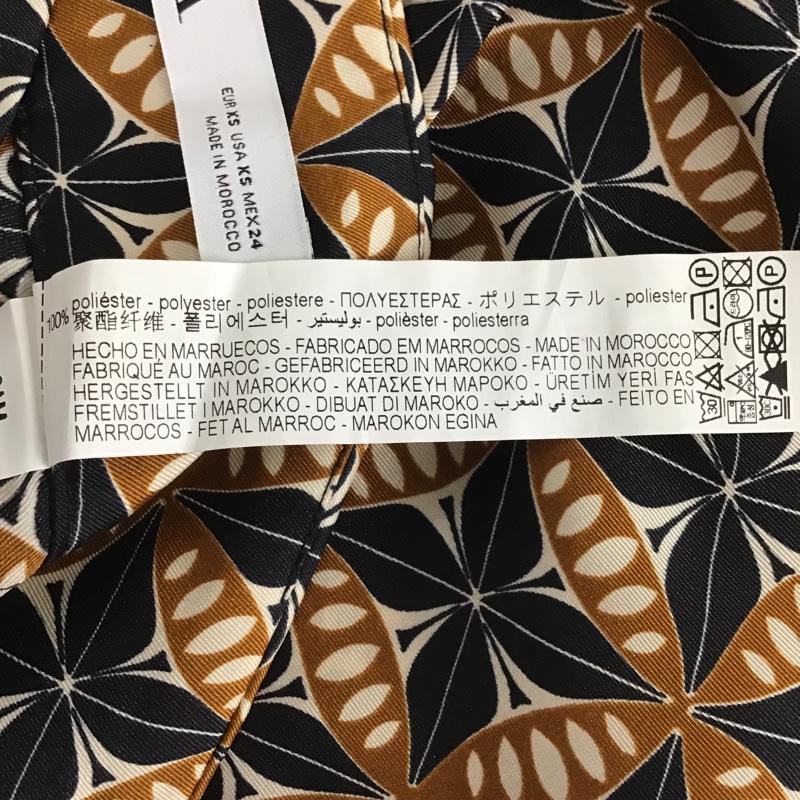 EUR XS USA XS MEX 24
MADE IN MOROCCO
100% poliéster - polyester - poliestere - ΠΟΛΥΕΣΤΕΡΑΣ - ポリエステル - poliester
聚酯纤维 - 폴리에스터 - بوليستير - polièster - poliesterra
HECHO EN MARRUECOS - FABRICADO EM MARROCOS - MADE IN MOROCCO
FABRIQUÉ AU MAROC - GEFABRICEERD IN MAROKKO - FATTO IN MAROCCO
HERGESTELLT IN MAROKKO - ΚΑΤΑΣΚΕΥΗ ΜΑΡΟΚΟ - ÜRETİM YERİ FAS
FREMSTILLET I MAROKKO - DIBUAT DI MAROKO - صنع في المغرب - FEITO EN
MARROCOS - FET AL MARROC - MAROKON EGINA